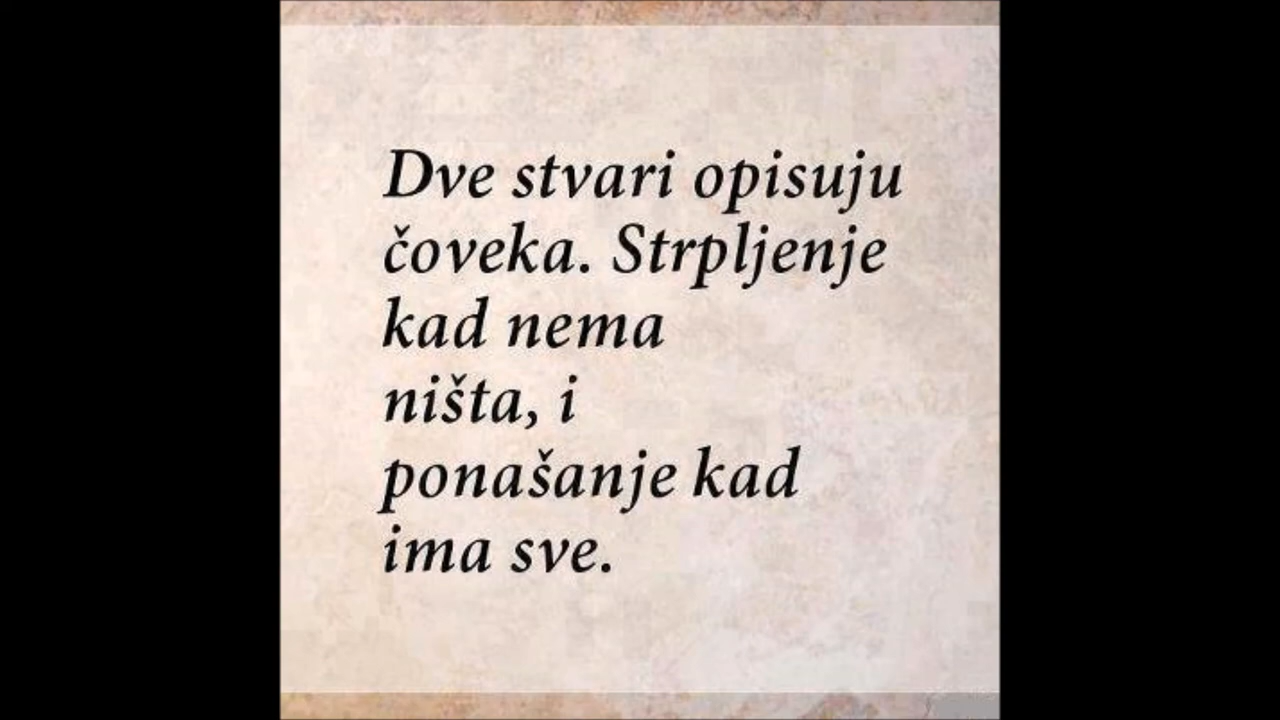 Dve stvari opisuju
čoveka. Strpljenje
kad nema
ništa, i
ponašanje kad
ima sve.